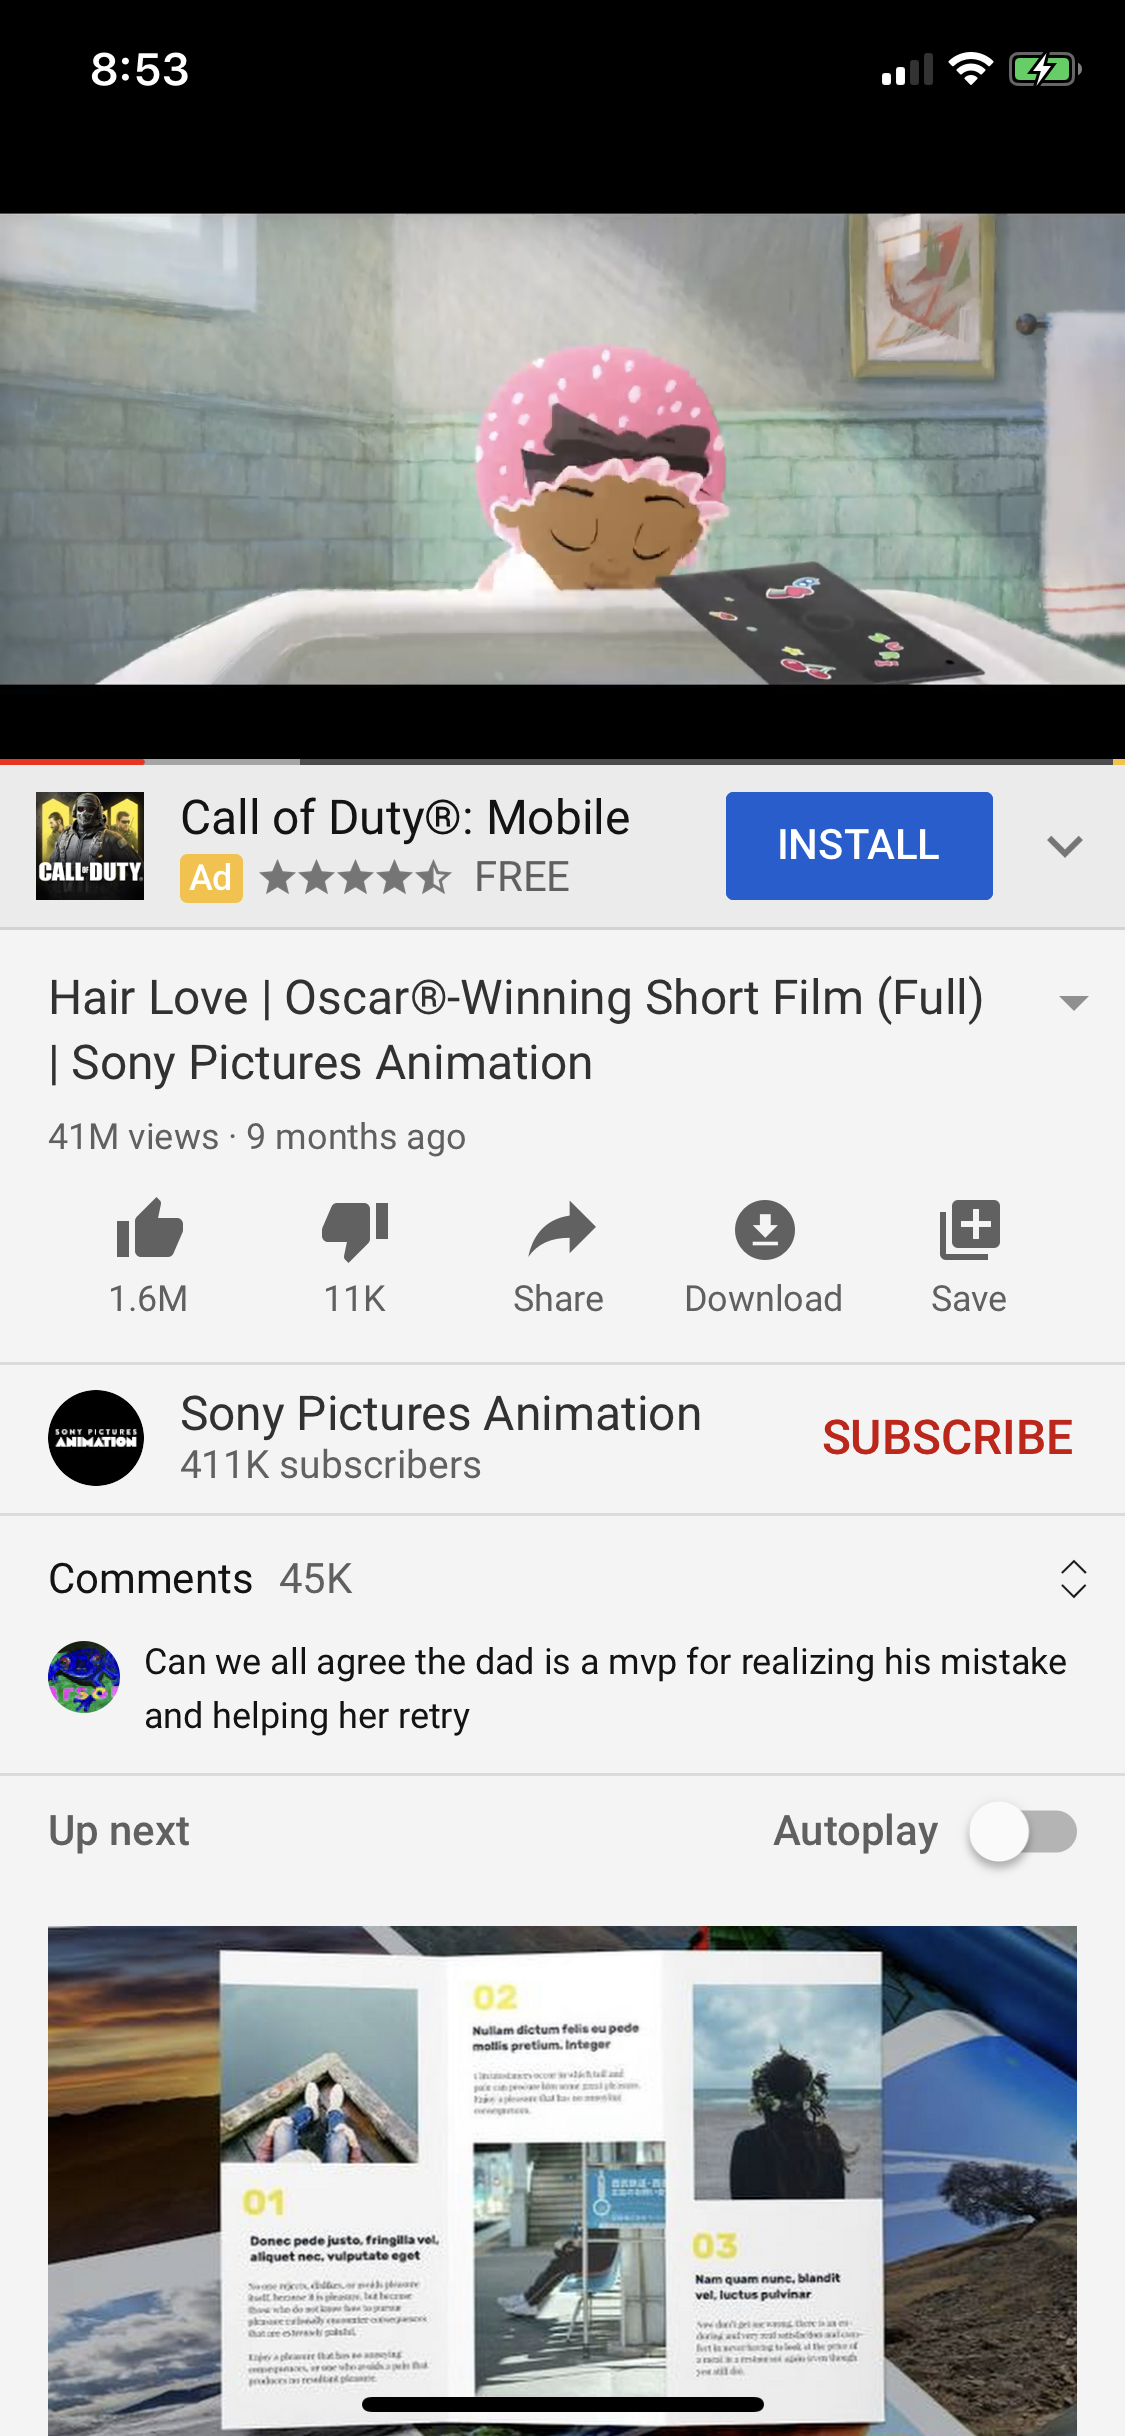 8:53
CALL OF DUTY
Call of Duty®: Mobile
Ad
FREE
INSTALL
Hair Love | Oscar®-Winning Short Film (Full)
| Sony Pictures Animation
41M views · 9 months ago
1.6M
11K
Share
Download
Save
SONY PICTURES
ANIMATION
Sony Pictures Animation
411K subscribers
SUBSCRIBE
Comments 45K
Can we all agree the dad is a mvp for realizing his mistake
and helping her retry
Up next
Autoplay
01
Donec pede justo, fringilla vel,
aliquet nec, vulputate eget
02
Nullam dictum felis eu pede
mollis pretium. Integer
03
Nam quam nunc, blandit
vel, luctus pulvinar